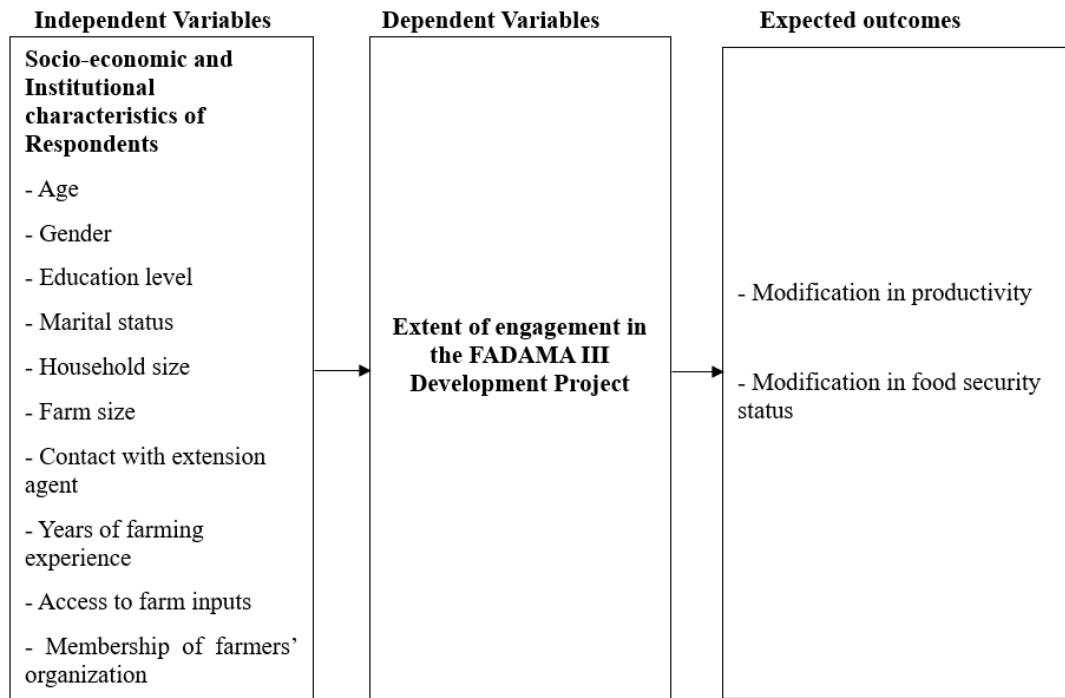 Independent Variables
Dependent Variables
Expected outcomes
Socio-economic and
Institutional
characteristics of
Respondents
- Age
- Gender
- Education level
- Marital status
- Household size
- Farm size
- Contact with extension
agent
- Years of farming
experience
- Access to farm inputs
- Membership of farmers’
organization
Extent of engagement in
the FADAMA III
Development Project
- Modification in productivity
- Modification in food security
status